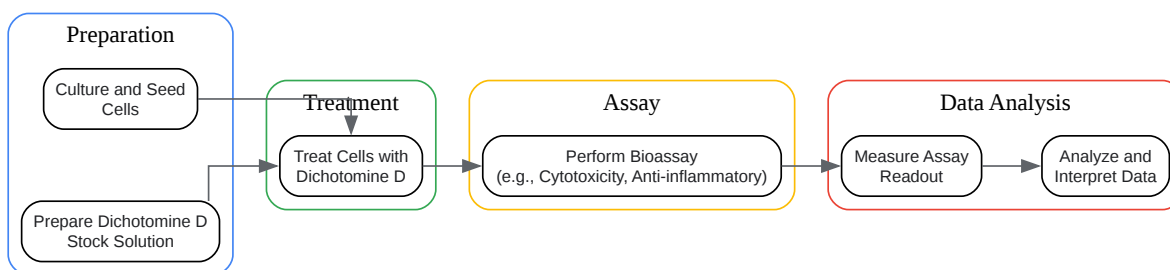 Preparation
Culture and Seed
Cells
Prepare Dichotomine D
Stock Solution
Treatment
Treat Cells with
Dichotomine D
Assay
Perform Bioassay
(e.g., Cytotoxicity, Anti-inflammatory)
Data Analysis
Measure Assay
Readout
Analyze and
Interpret Data